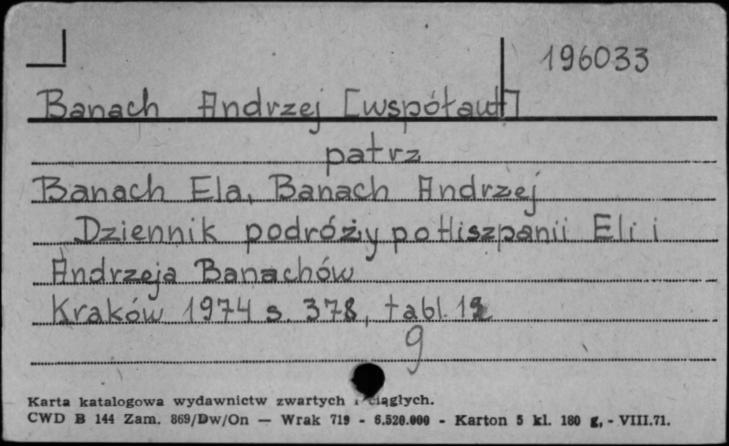 196033
Banach Andrzej [współaut]
patrz
Banach Ela, Banach Andrzej
Dziennik podróży po Hiszpanii Eli i
Andrzeja Banachów
Kraków 1974 s. 378, tabl. 12
9
Karta katalogowa wydawnictw zwartych i ciągłych.
CWD B 144 Zam. 869/Dw/On — Wrak 719 - 6.520.000 - Karton 5 kl. 180 g, - VIII.71.